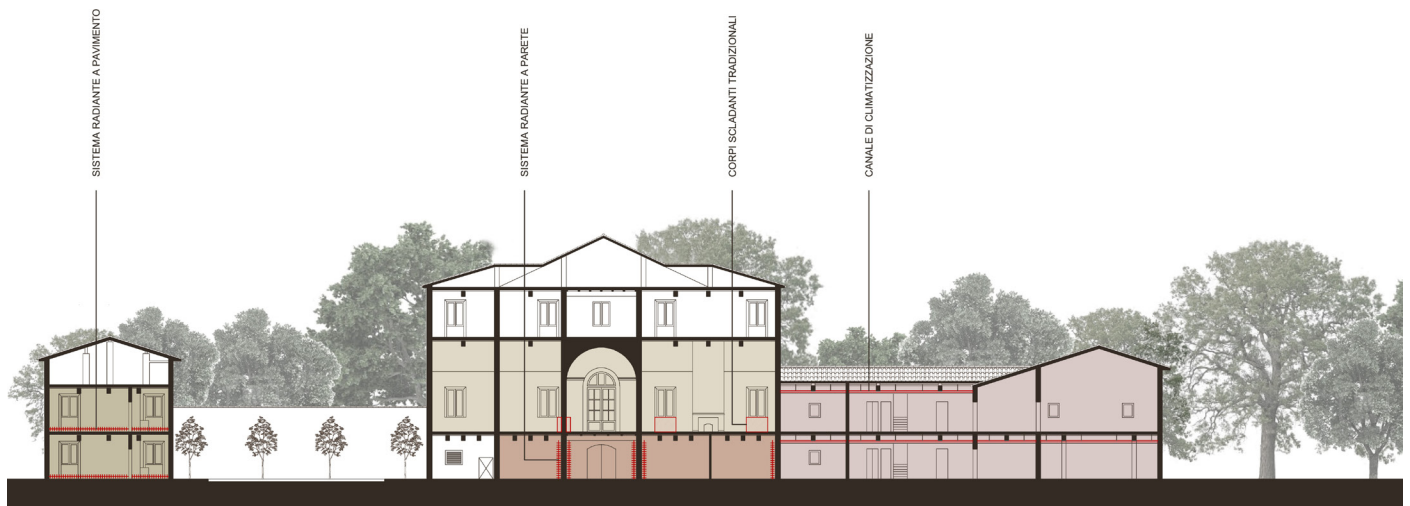 SISTEMA RADIANTE A PAVIMENTO
SISTEMA RADIANTE A PARETE
CORPI SCLADANTI TRADIZIONALI
CANALE DI CLIMATIZZAZIONE